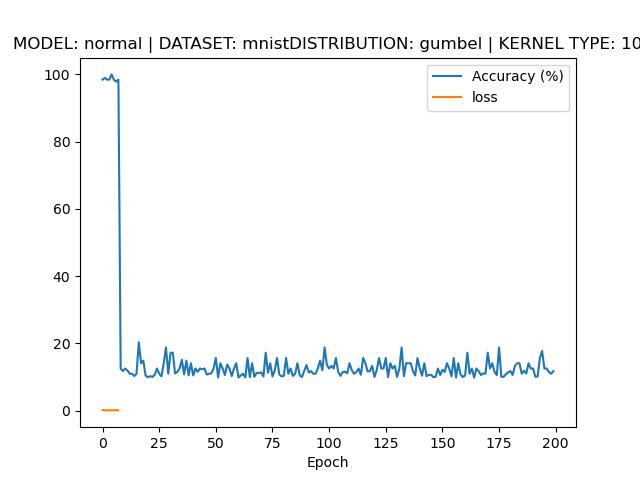 MODEL: normal | DATASET: mnistDISTRIBUTION: gumbel | KERNEL TYPE: 10
100
80
60
40
20
0
Accuracy (%)
loss
0 25 50 75 100 125 150 175 200
Epoch